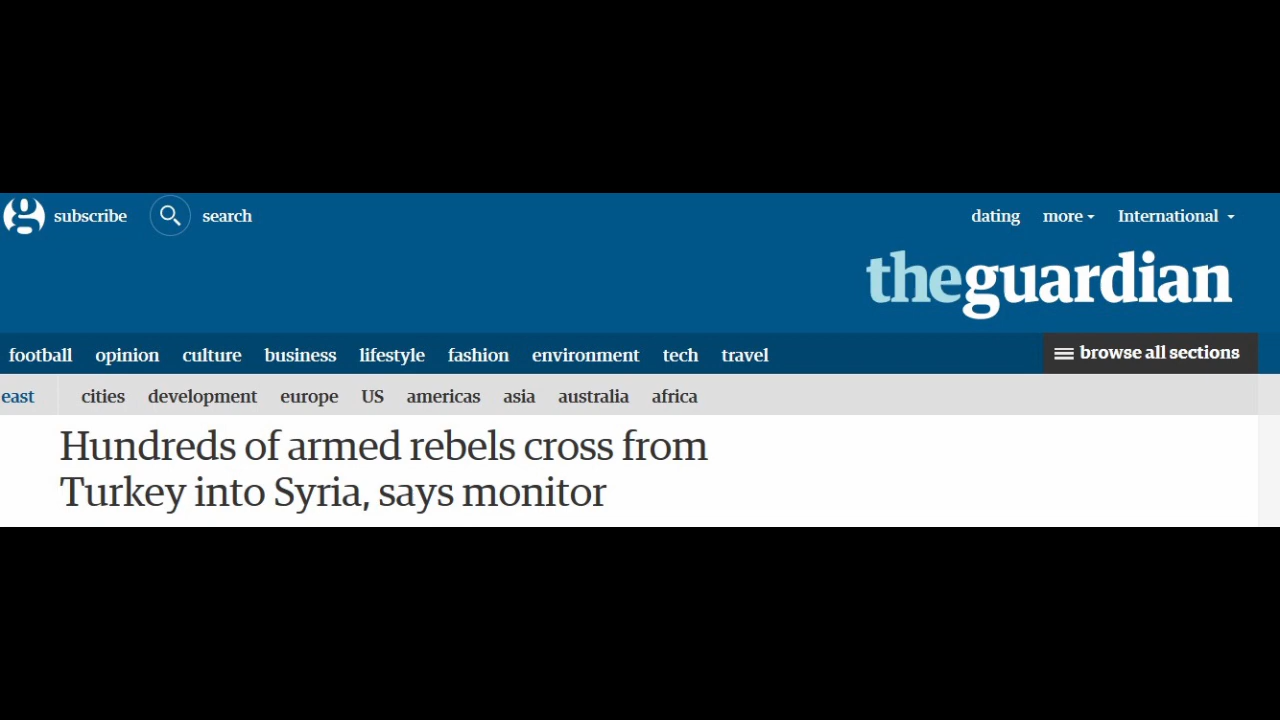 subscribe search dating more International
theguardian
football opinion culture business lifestyle fashion environment tech travel browse all sections
east cities development europe US americas asia australia africa
Hundreds of armed rebels cross from
Turkey into Syria, says monitor